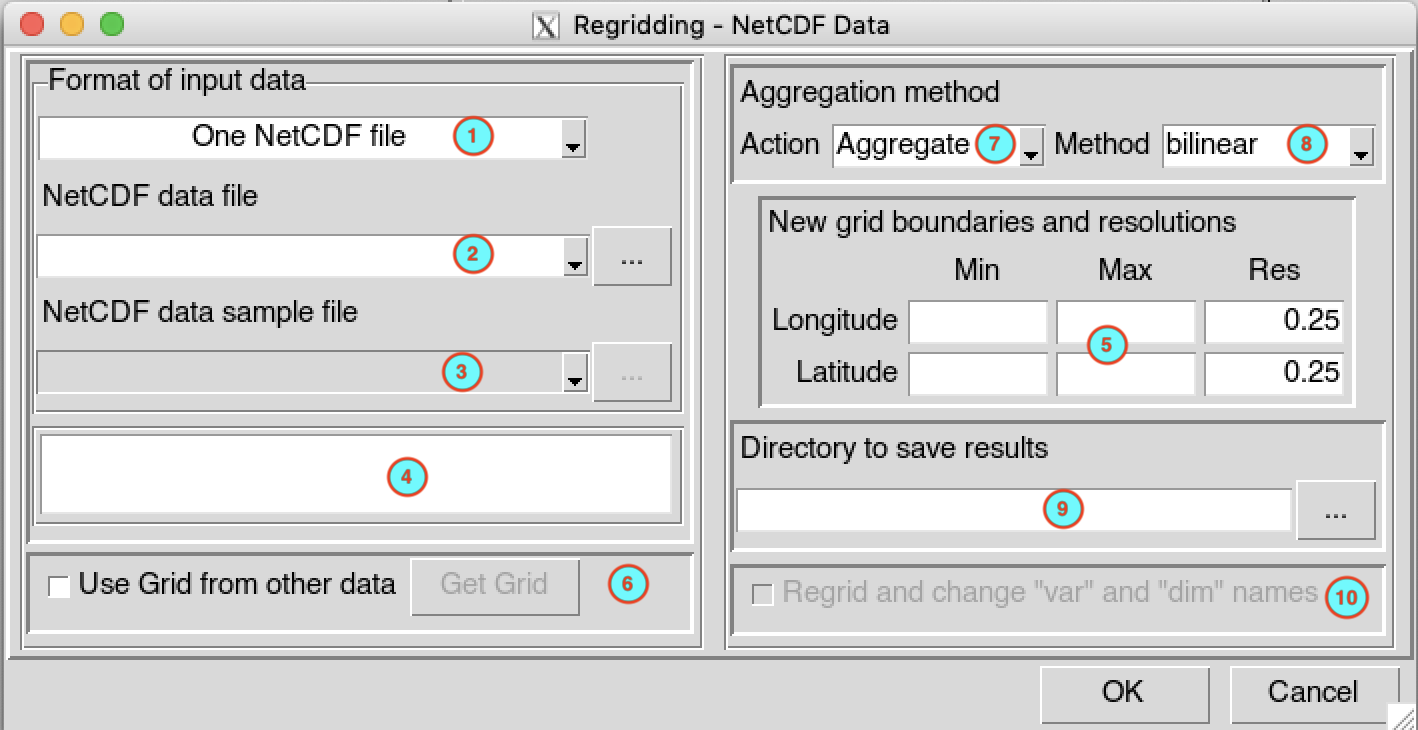 Regridding - NetCDF Data
Format of input data
One NetCDF file 1
NetCDF data file
2 ...
NetCDF data sample file
3 ...
4
Use Grid from other data Get Grid 6
Aggregation method
Action Aggregate 7 Method bilinear 8
New grid boundaries and resolutions
Min Max Res
Longitude 0.25
5
Latitude 0.25
Directory to save results
9 ...
Regrid and change "var" and "dim" names 10
OK Cancel